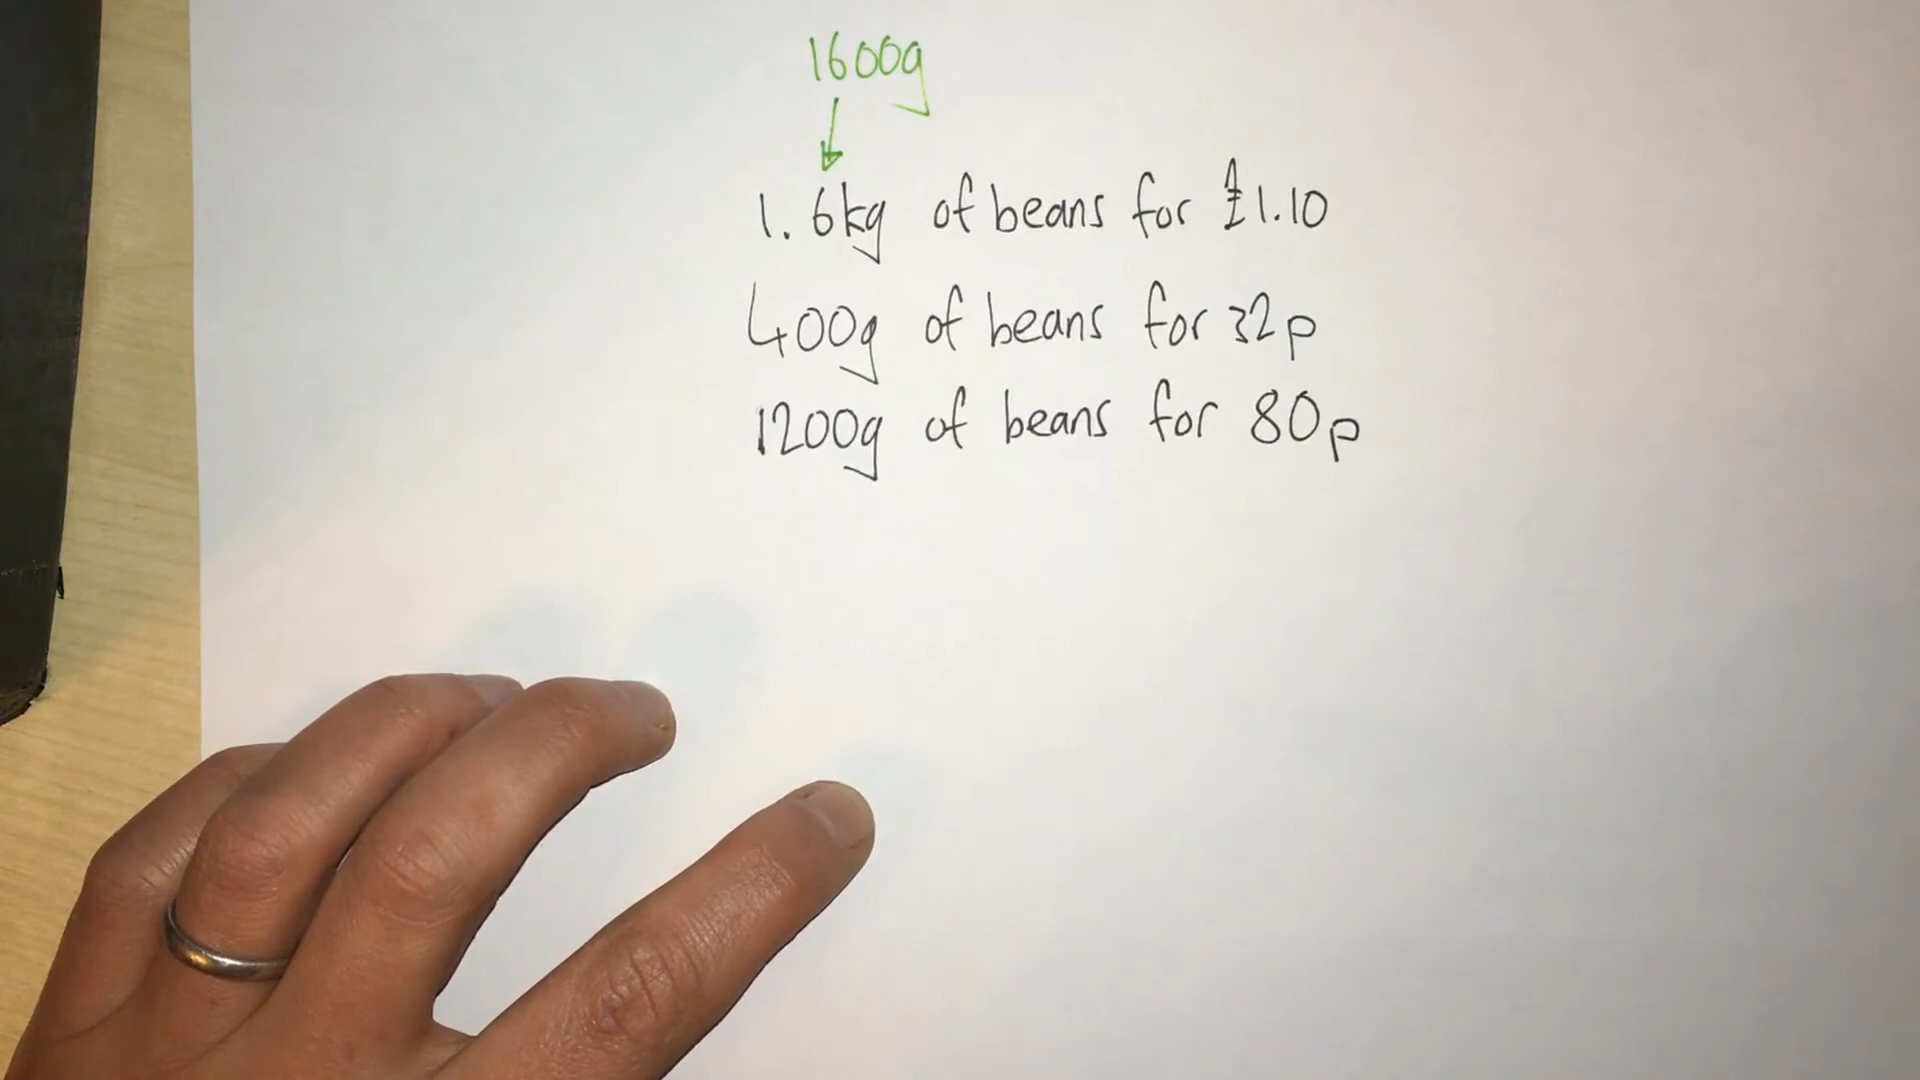 1600g
1.6kg of beans for £1.10
400g of beans for 32p
1200g of beans for 80p